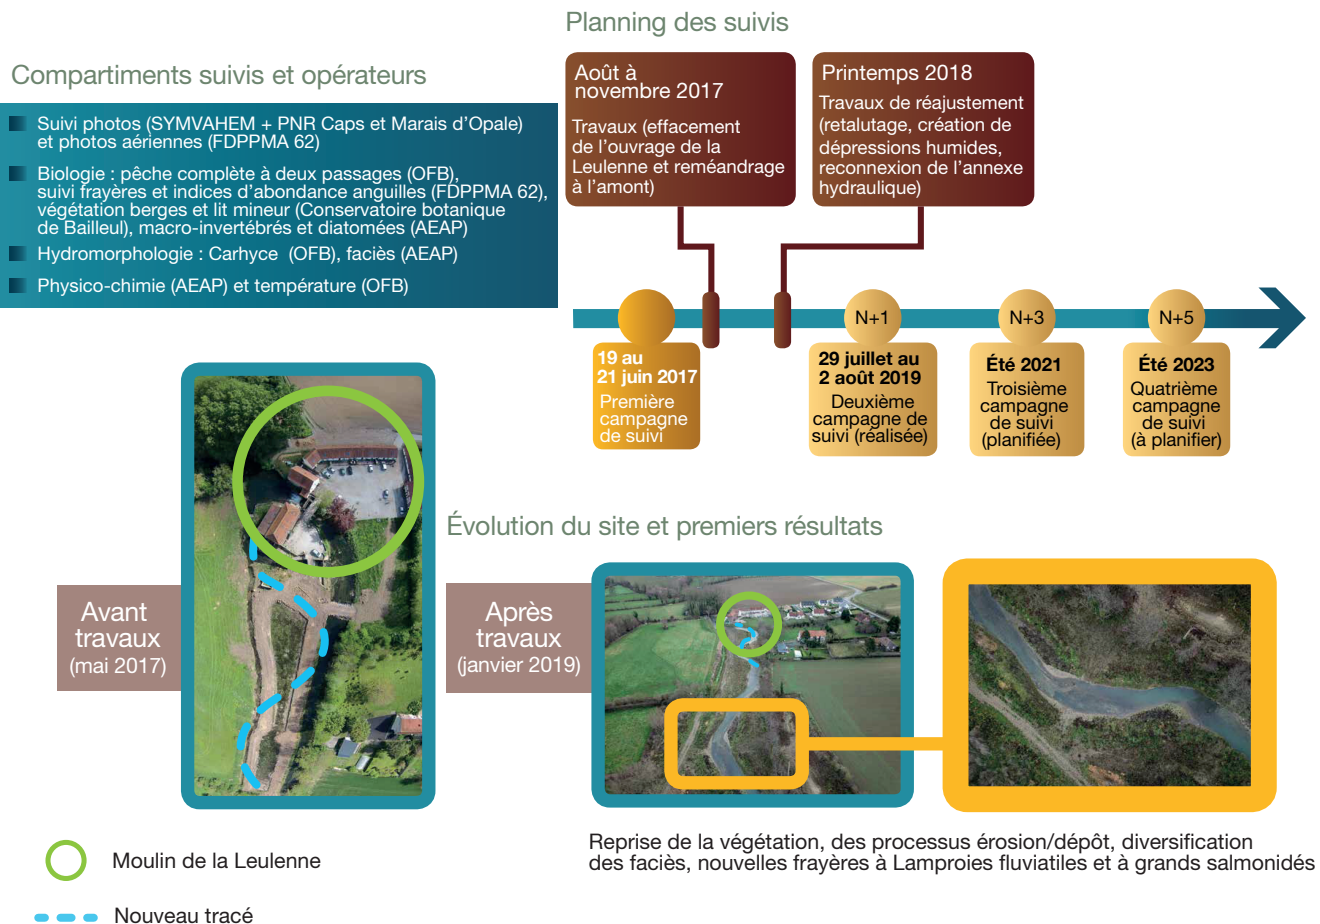 Planning des suivis
Compartiments suivis et opérateurs
Suivi photos (SYMVAHEM + PNR Caps et Marais d'Opale)
et photos aériennes (FDPPMA 62)
Biologie : pêche complète à deux passages (OFB),
suivi frayères et indices d'abondance anguilles (FDPPMA 62),
végétation berges et lit mineur (Conservatoire botanique
de Bailleul), macro-invertébrés et diatomées (AEAP)
Hydromorphologie : Carhyce (OFB), faciès (AEAP)
Physico-chimie (AEAP) et température (OFB)
Août à
novembre 2017
Travaux (effacement
de l'ouvrage de la
Leulenne et reméandrage
à l'amont)
Printemps 2018
Travaux de réajustement
(retalutage, création de
dépressions humides,
reconnexion de l'annexe
hydraulique)
N+1
N+3
N+5
19 au
21 juin 2017
Première
campagne
de suivi
29 juillet au
2 août 2019
Deuxième
campagne de
suivi (réalisée)
Été 2021
Troisième
campagne
de suivi
(planifiée)
Été 2023
Quatrième
campagne
de suivi
(à planifier)
Évolution du site et premiers résultats
Avant
travaux
(mai 2017)
Après
travaux
(janvier 2019)
Reprise de la végétation, des processus érosion/dépôt, diversification
des faciès, nouvelles frayères à Lamproies fluviatiles et à grands salmonidés
Moulin de la Leulenne
Nouveau tracé